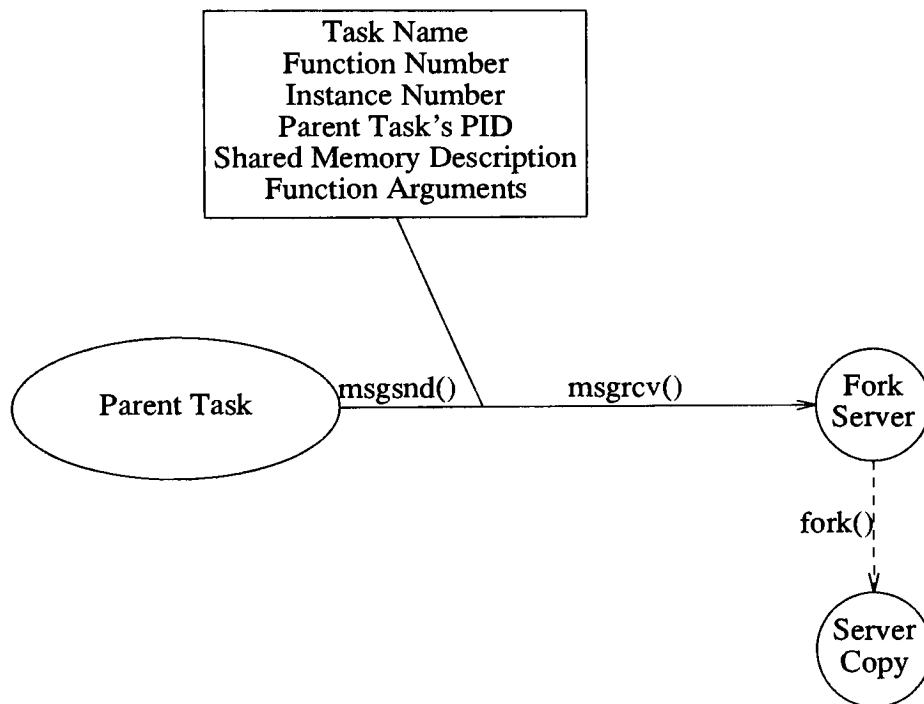 Task Name
Function Number
Instance Number
Parent Task's PID
Shared Memory Description
Function Arguments
Parent Task
msgsnd()
msgrcv()
Fork
Server
fork()
Server
Copy